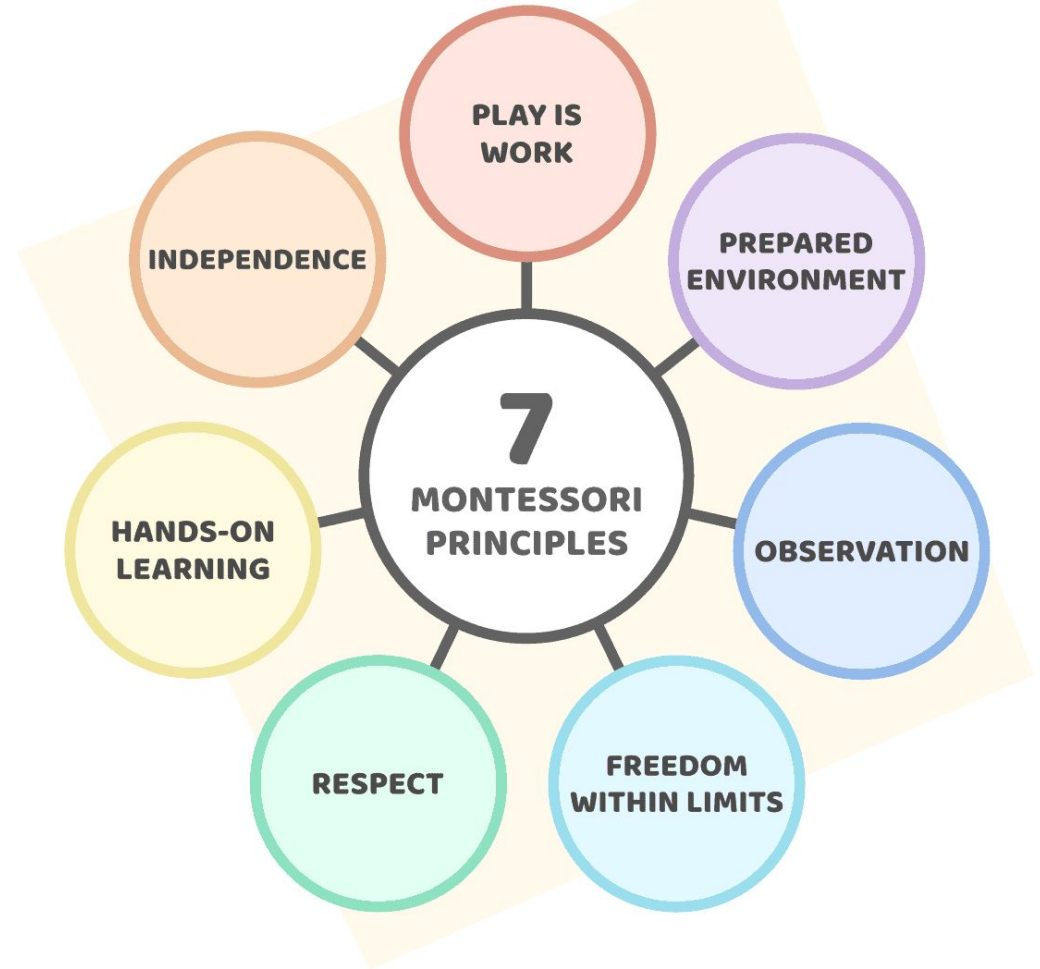 PLAY IS
WORK
PREPARED
ENVIRONMENT
OBSERVATION
FREEDOM
WITHIN LIMITS
RESPECT
HANDS-ON
LEARNING
INDEPENDENCE
7
MONTESSORI
PRINCIPLES